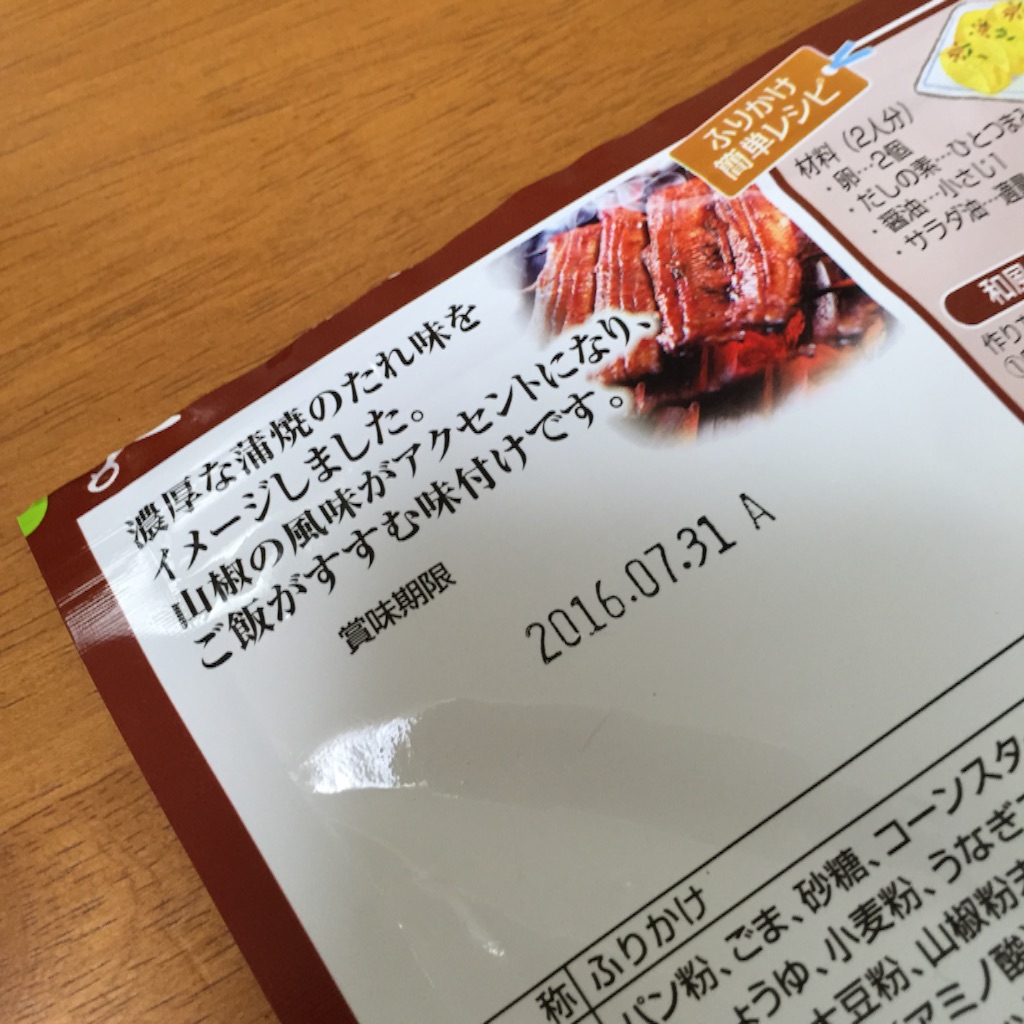 ふりかけ
簡単レシピ
材料（2人分）
・卵…2個
・だしの素…ひとつま
・醤油…小さじ1
・サラダ油…適
和風
作り
①
濃厚な蒲焼のたれ味を
イメージしました。
山椒の風味がアクセントになり、
ご飯がすすむ味付けです。
賞味期限
2016.07.31 A
称 ふりかけ
パン粉、ごま、砂糖、コーンスタ
ょうゆ、小麦粉、うなぎ
大豆粉、山椒粉
アミノ酸